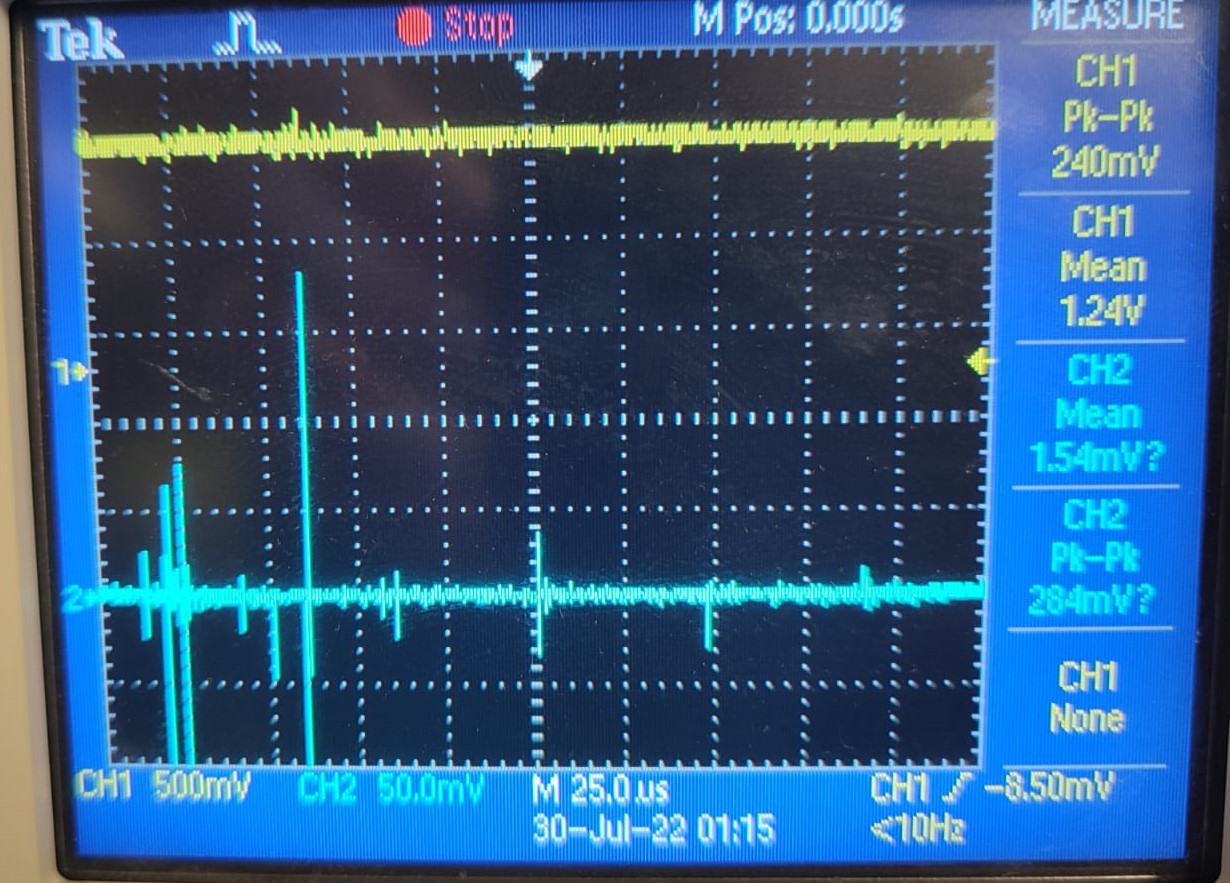 Tek Stop M Pos: 0.000s MEASURE
CH1
Pk-Pk
240mV
CH1
Mean
1.24V
1
CH2
Mean
1.54mV?
2
CH2
Pk-Pk
284mV?
CH1
None
CH1 500mV CH2 50.0mV M 25.0us CH1 -8.50mV
30-Jul-22 01:15 <10Hz